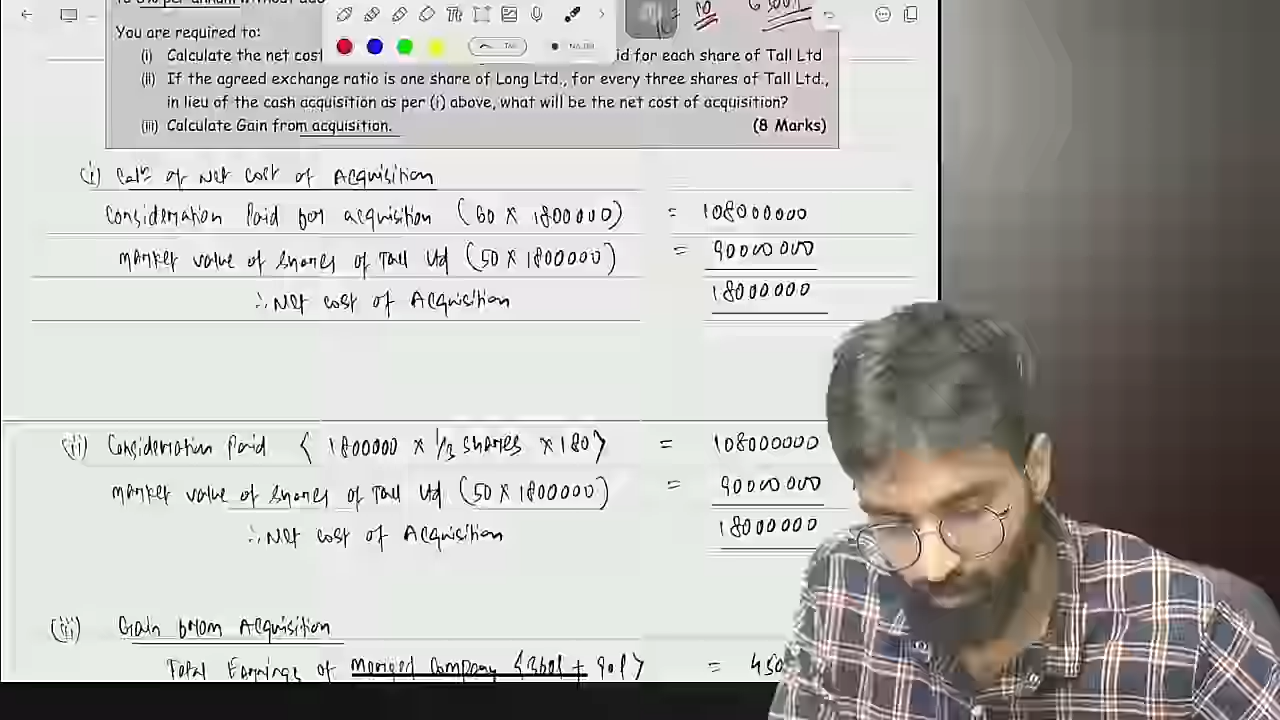 You are required to:
(i) Calculate the net cost id for each share of Tall Ltd
(ii) If the agreed exchange ratio is one share of Long Ltd., for every three shares of Tall Ltd.,
in lieu of the cash acquisition as per (i) above, what will be the net cost of acquisition?
(iii) Calculate Gain from acquisition. (8 Marks)
(i) Calⁿ of Net cost of Acquisition
Consideration Paid for acquisition (60 × 1800000) = 108000000
Market value of shares of Tall Ltd (50 × 1800000) = 90000000
∴ Net cost of Acquisition 18000000
(ii) Consideration Paid { 1800000 × 1/3 shares × 180 } = 108000000
Market value of shares of Tall Ltd (50 × 1800000) = 90000000
∴ Net cost of Acquisition 18000000
(iii) Gain from Acquisition
Total Earnings of Merged Company {360l + 90l} = 450